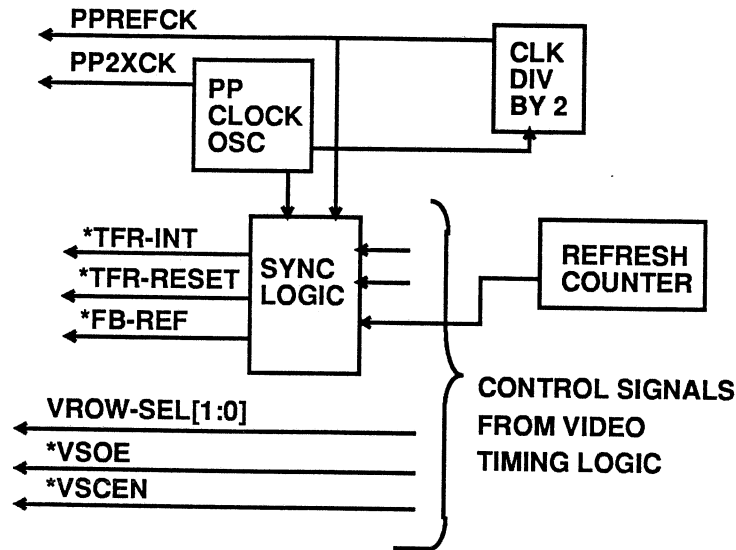 PPREFCK
PP2XCK
PP
CLOCK
OSC
CLK
DIV
BY 2
*TFR-INT
*TFR-RESET
*FB-REF
SYNC
LOGIC
REFRESH
COUNTER
VROW-SEL[1:0]
*VSOE
*VSCEN
CONTROL SIGNALS
FROM VIDEO
TIMING LOGIC